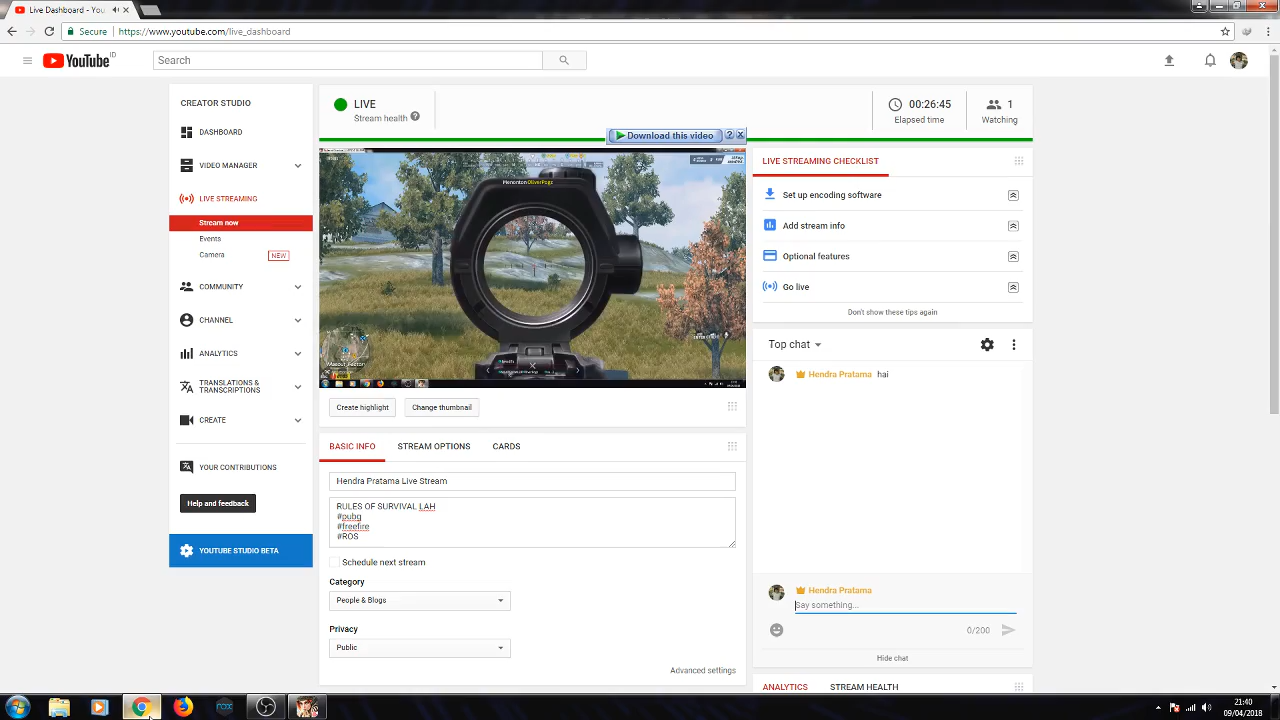 Live Dashboard - YouTub
Secure
https://www.youtube.com/live_dashboard
YouTube ID
Search
CREATOR STUDIO
DASHBOARD
VIDEO MANAGER
LIVE STREAMING
Stream now
Events
Camera NEW
COMMUNITY
CHANNEL
ANALYTICS
TRANSLATIONS &
TRANSCRIPTIONS
CREATE
YOUR CONTRIBUTIONS
Help and feedback
YOUTUBE STUDIO BETA
LIVE
Stream health ?
00:26:45
Elapsed time
1
Watching
Download this video ? X
Menonton OliverPogz
Create highlight
Change thumbnail
BASIC INFO STREAM OPTIONS CARDS
Hendra Pratama Live Stream
RULES OF SURVIVAL LAH
#pubg
#freefire
#ROS
Schedule next stream
Category
People & Blogs
Privacy
Public
Advanced settings
LIVE STREAMING CHECKLIST
Set up encoding software
Add stream info
Optional features
Go live
Don't show these tips again
Top chat
Hendra Pratama hai
Hendra Pratama
Say something...
0/200
Hide chat
ANALYTICS STREAM HEALTH
nox
21:40
09/04/2018